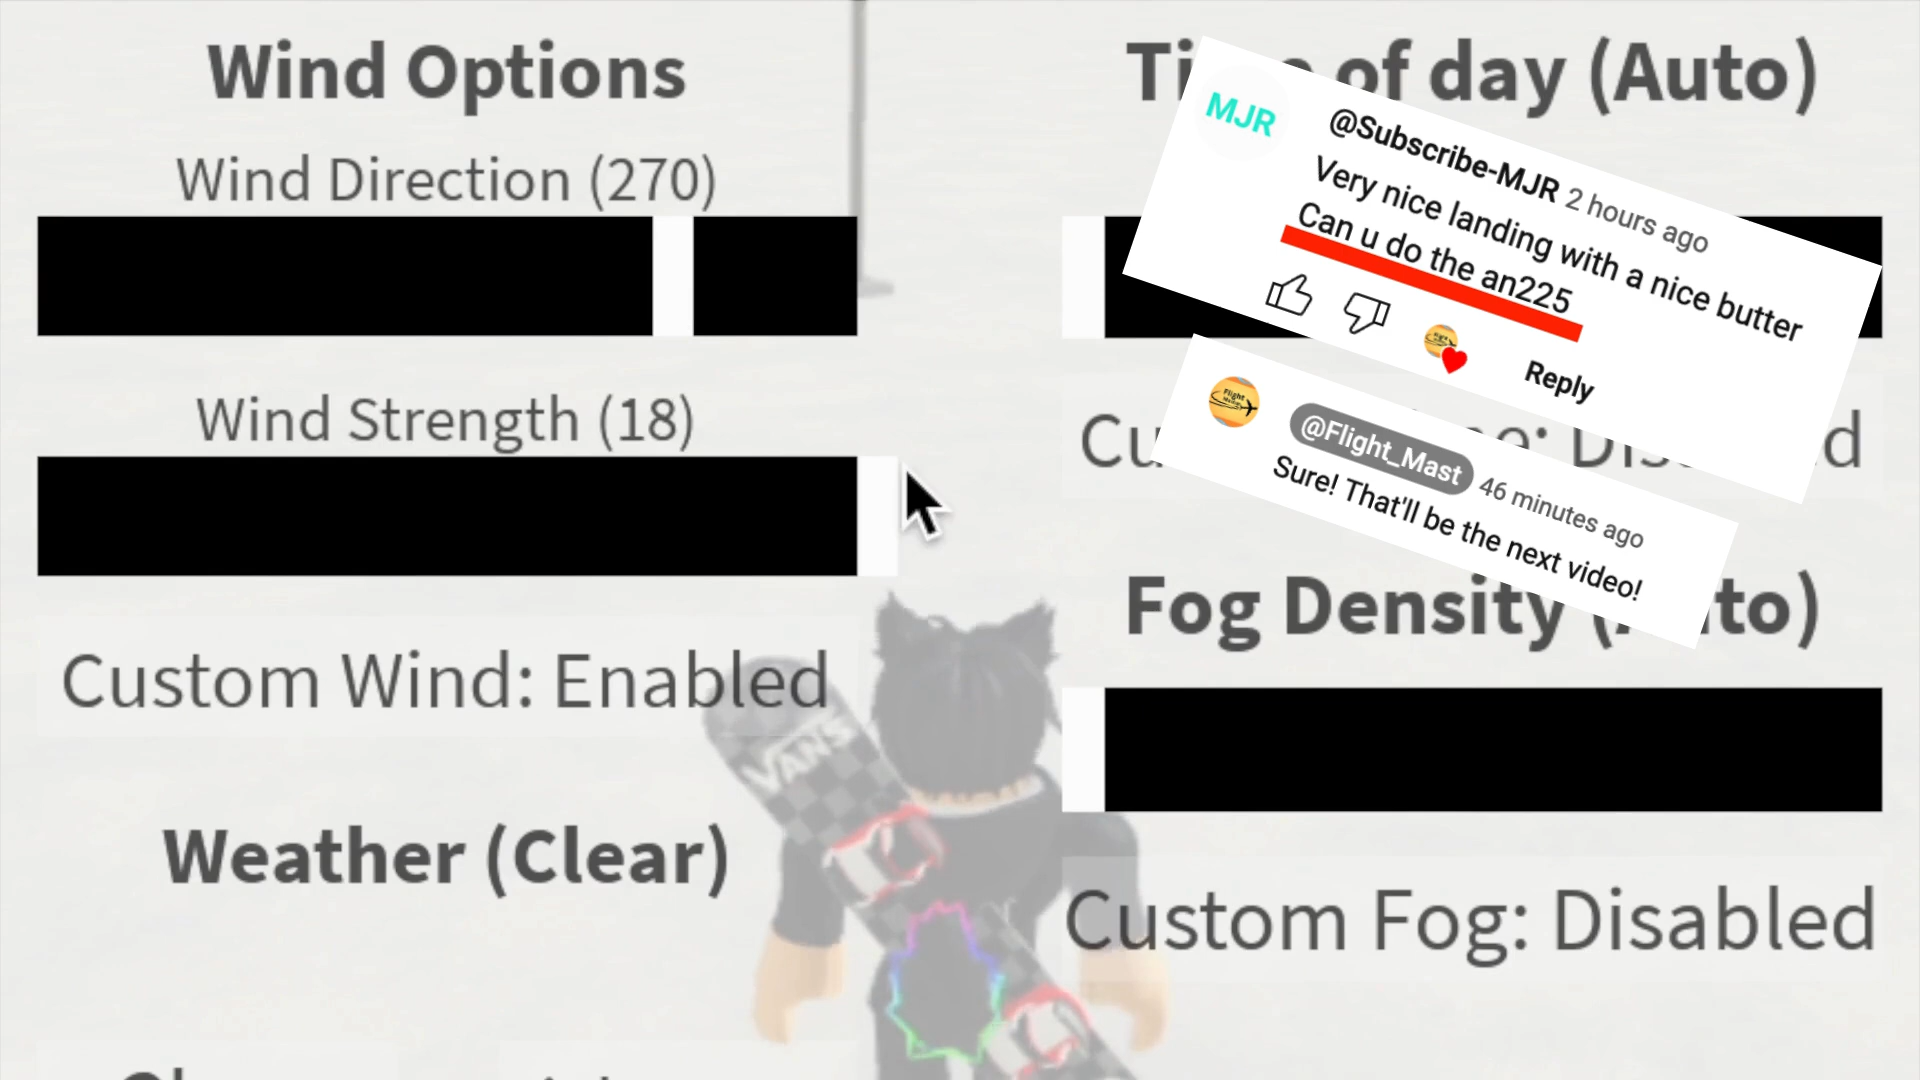 Wind Options
Wind Direction (270)
Wind Strength (18)
Custom Wind: Enabled
VANS
Weather (Clear)
of day (Auto)
MJR
@Subscribe-MJR 2 hours ago
Very nice landing with a nice butter
Can u do the an225
Reply
Flight
@Flight_Mast 46 minutes ago
Sure! That'll be the next video!
Fog Density
Custom Fog: Disabled